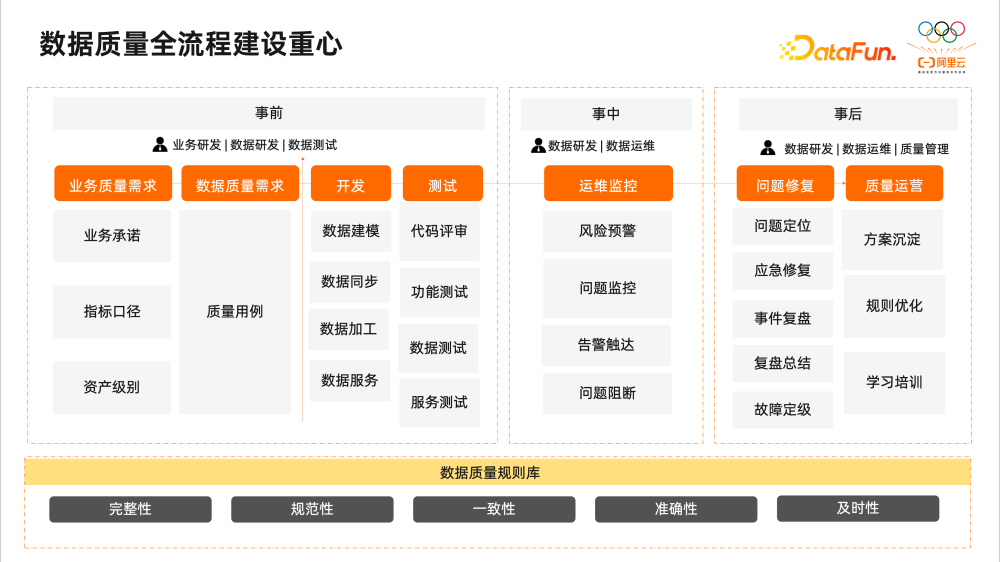 数据质量全流程建设重心
DataFun.
阿里云
事前
业务研发 | 数据研发 | 数据测试
业务质量需求
业务承诺
指标口径
资产级别
数据质量需求
质量用例
开发
数据建模
数据同步
数据加工
数据服务
测试
代码评审
功能测试
数据测试
服务测试
事中
数据研发 | 数据运维
运维监控
风险预警
问题监控
告警触达
问题阻断
事后
数据研发 | 数据运维 | 质量管理
问题修复
问题定位
应急修复
事件复盘
复盘总结
故障定级
质量运营
方案沉淀
规则优化
学习培训
数据质量规则库
完整性
规范性
一致性
准确性
及时性